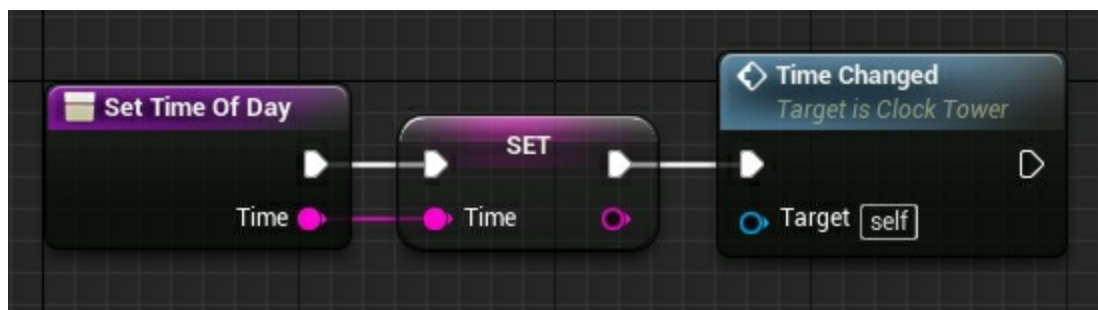 Set Time Of Day
Time
SET
Time
Time Changed
Target is Clock Tower
Target self